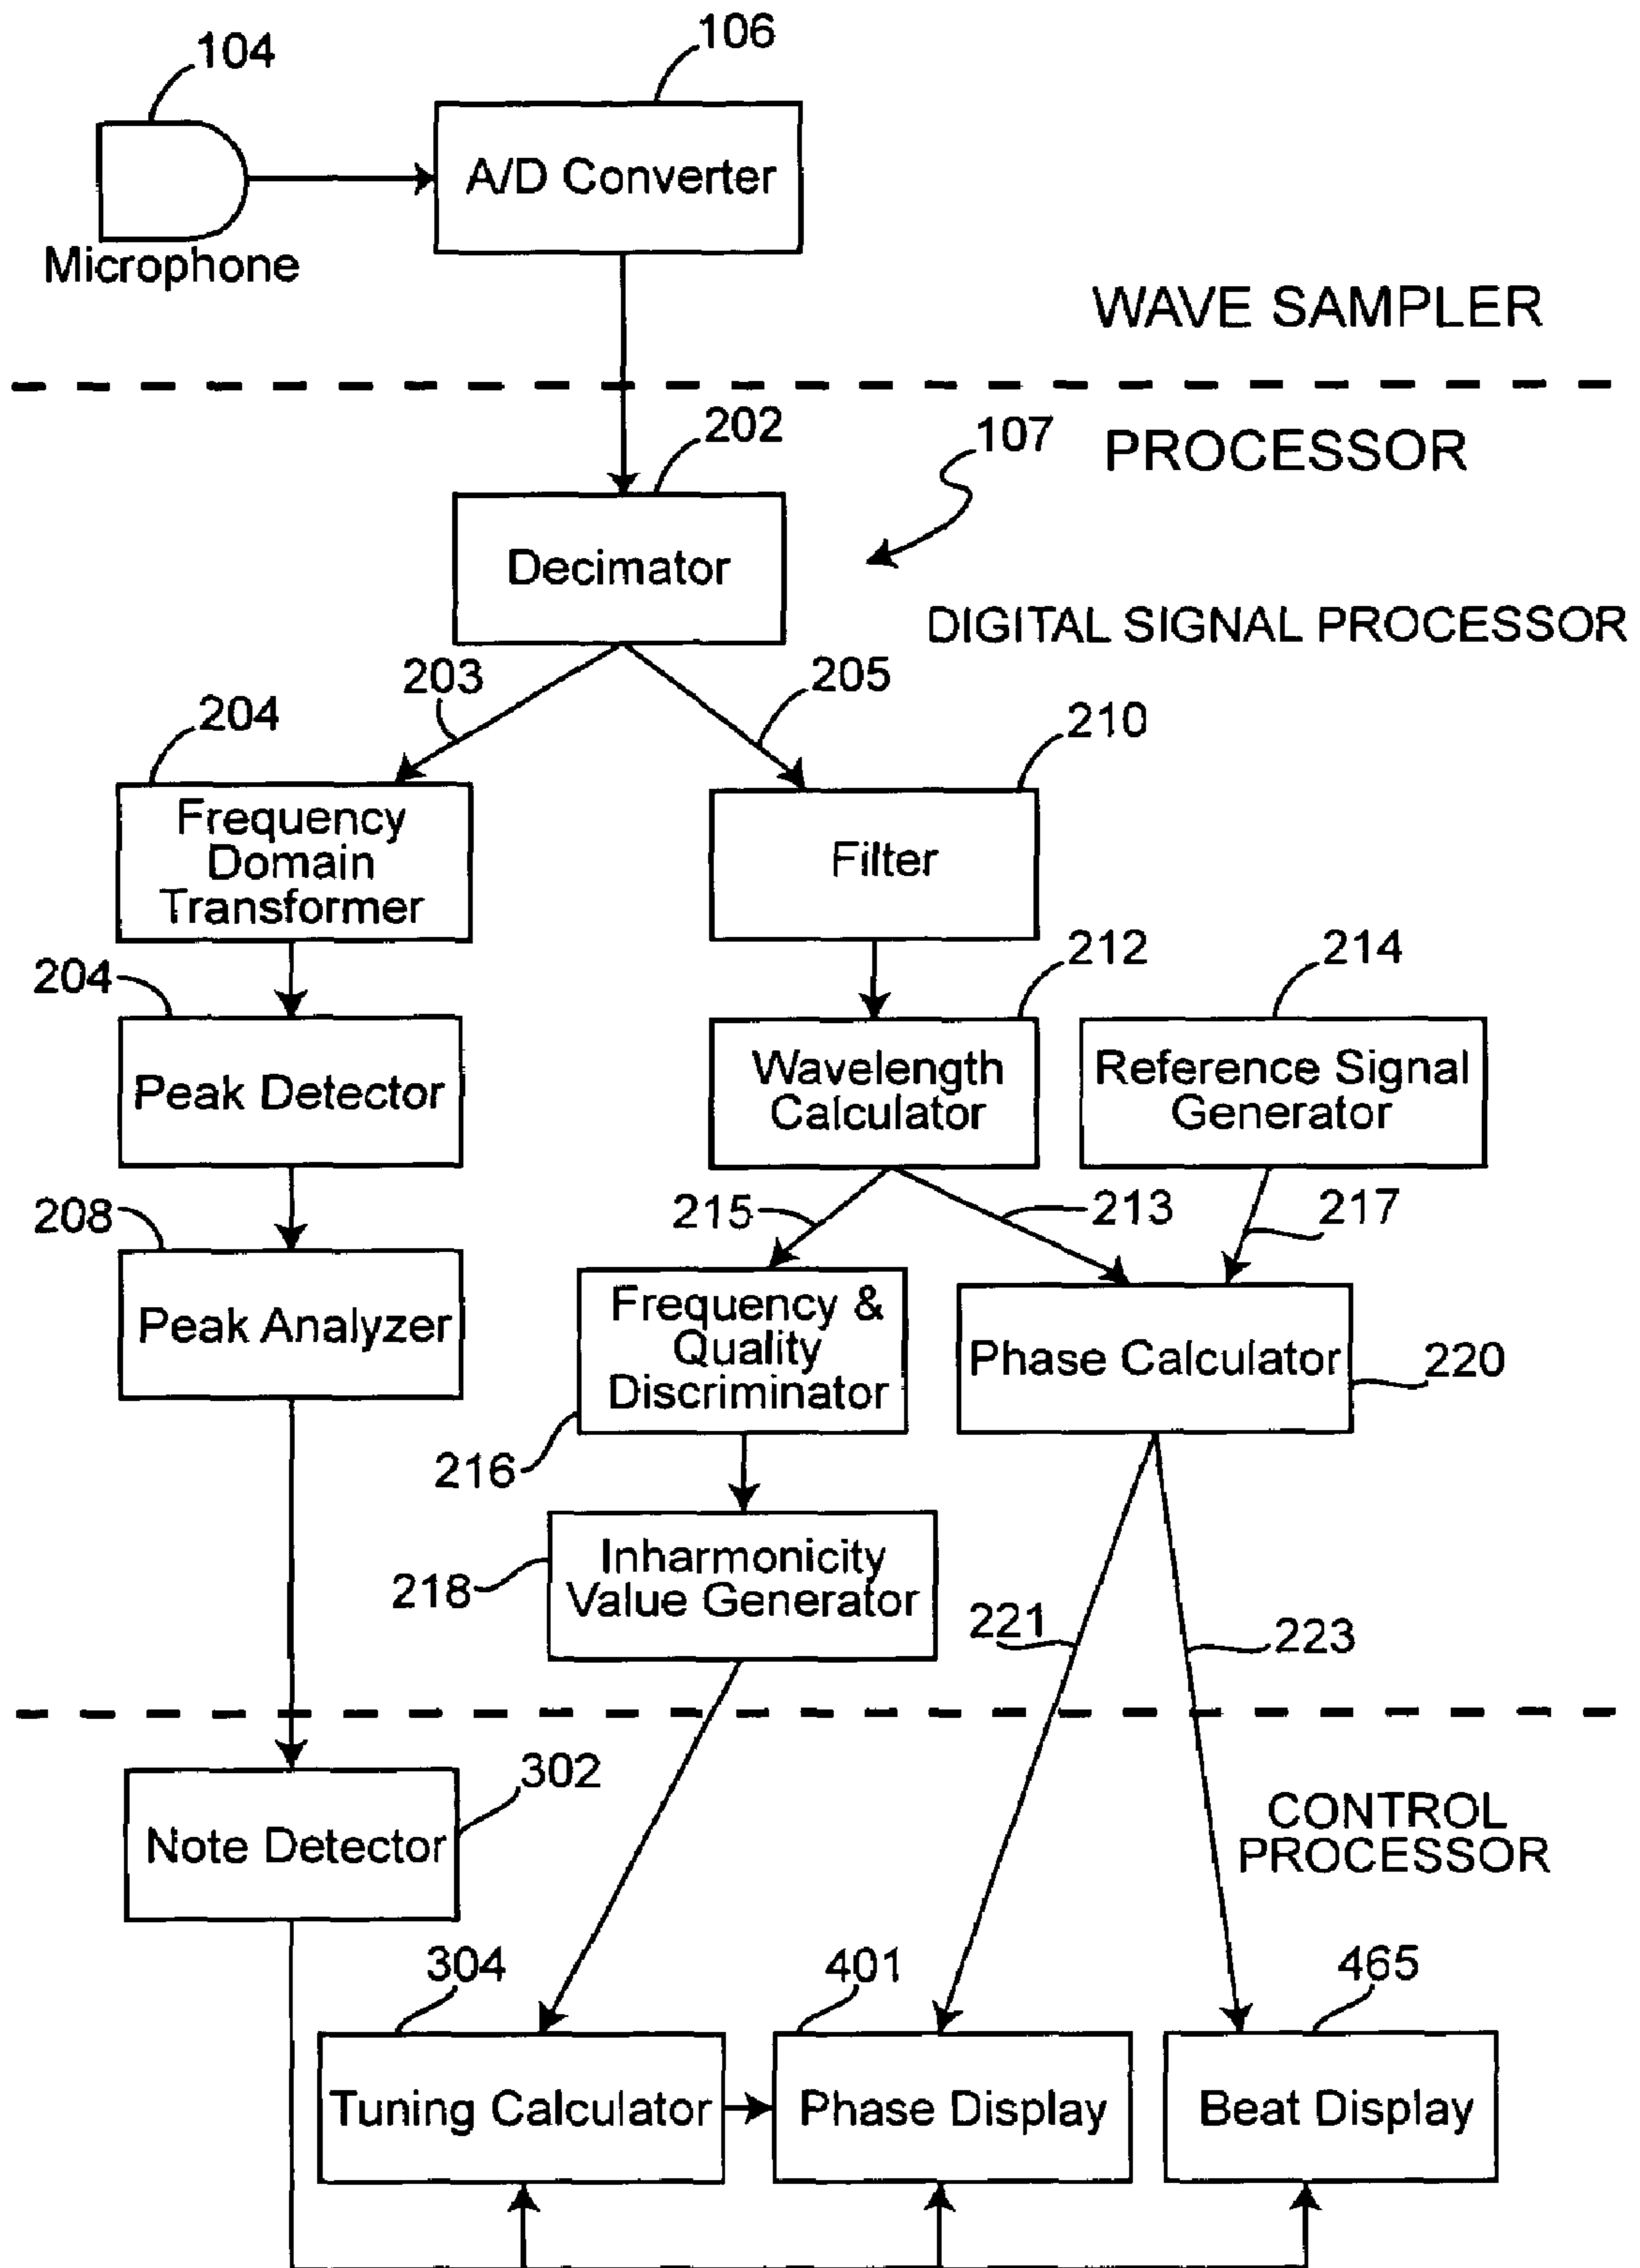 104
106
A/D Converter
Microphone
WAVE SAMPLER
202
107
PROCESSOR
Decimator
DIGITAL SIGNAL PROCESSOR
203
205
204
210
Frequency
Domain
Transformer
Filter
204
212
214
Peak Detector
Wavelength
Calculator
Reference Signal
Generator
208
215
213
217
Peak Analyzer
Frequency &
Quality
Discriminator
Phase Calculator
220
216
218
Inharmonicity
Value Generator
221
223
302
Note Detector
CONTROL
PROCESSOR
304
401
465
Tuning Calculator
Phase Display
Beat Display